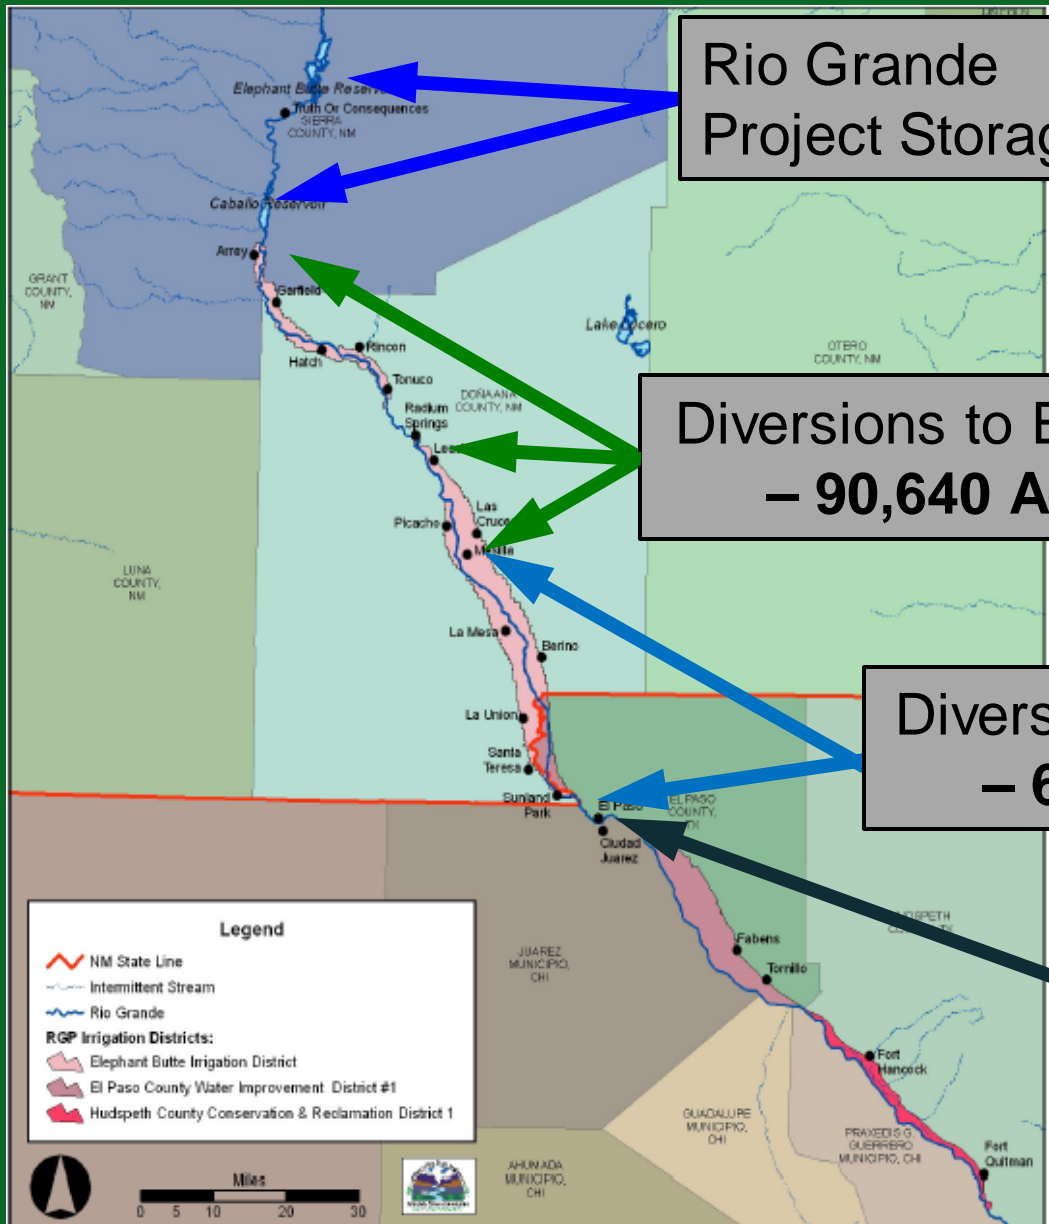 Rio Grande
Project Storag
Elephant Butte Reserv
Truth Or Consequences
SIERRA
COUNTY, NM
Caballo Reservoir
Arrey
GRANT
COUNTY,
NM
Garfield
Lake Lucero
Rincon
Hatch
OTERO
COUNTY, NM
Tonuco
DOÑA ANA
COUNTY, NM
Radium
Springs
Diversions to E
– 90,640 A
Las
Cruce
Picacho
Mesilla
LUNA
COUNTY,
NM
La Mesa
Berino
Divers
– 6
La Union
Santa
Teresa
Sunland
Park
El Paso
EL PASO
COUNTY,
TX
Ciudad
Juarez
Legend
NM State Line
Intermittent Stream
Rio Grande
RGP Irrigation Districts:
Elephant Butte Irrigation District
El Paso County Water Improvement District #1
Hudspeth County Conservation & Reclamation District 1
JUAREZ
MUNICIPIO,
CHI
Fabens
Tornillo
Fort
Hancock
GUADALUPE
MUNICIPIO,
CHI
PRAXEDIS G.
GUERRERO
MUNICIPIO, CHI
Fort
Quitman
AHUMADA
MUNICIPIO,
CHI
Miles
0 5 10 20 30